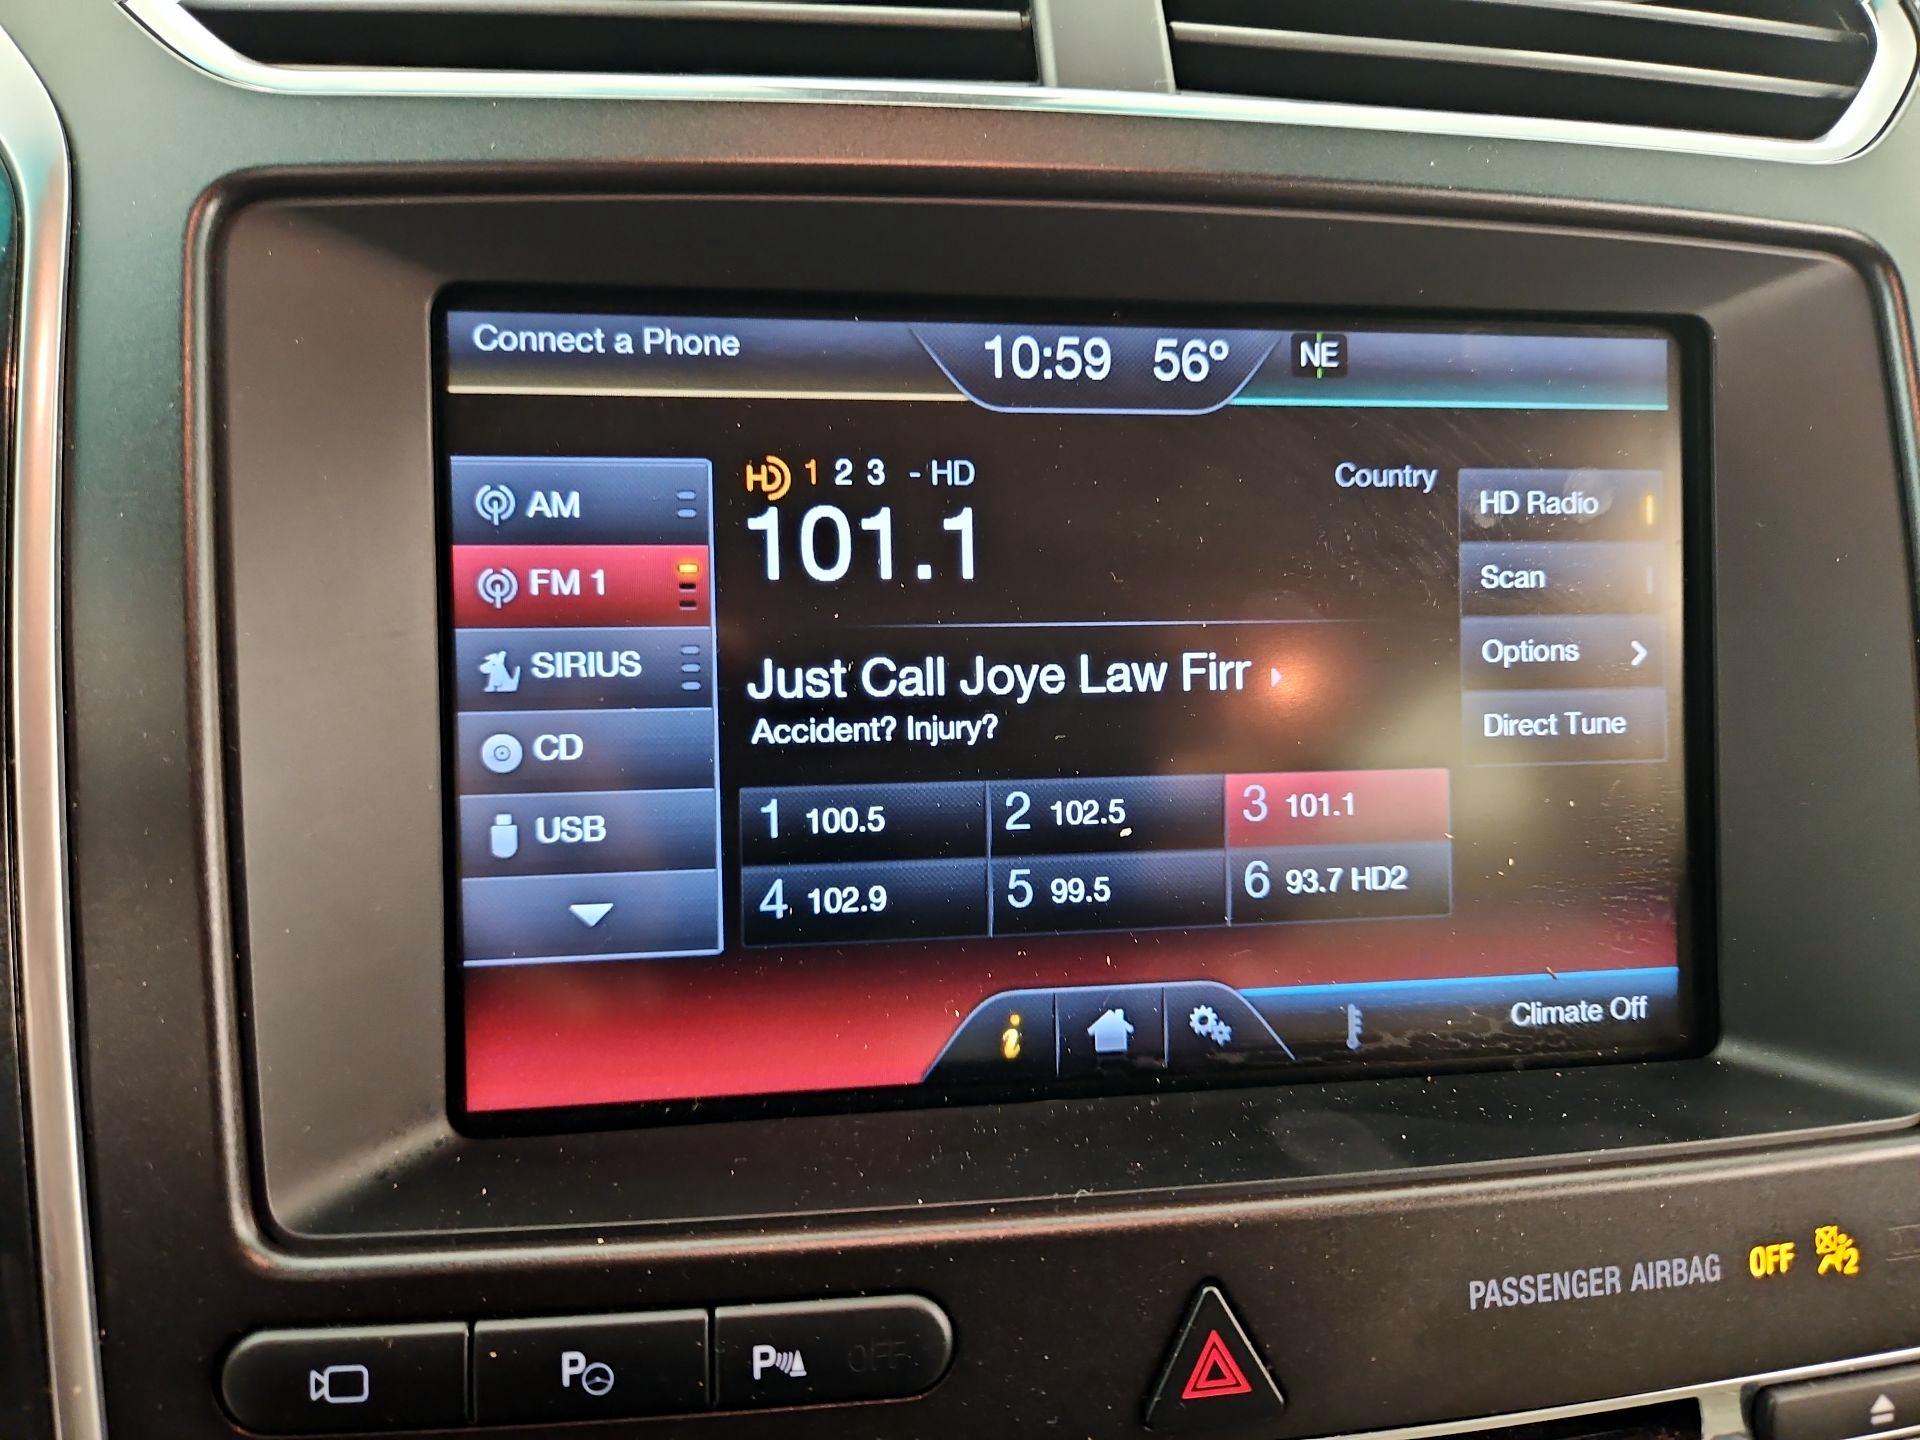 Connect a Phone
10:59 56° NE
AM
FM 1
SIRIUS
CD
USB
HD 1 2 3 - HD
101.1
Country
Just Call Joye Law Firr
Accident? Injury?
1 100.5
2 102.5
3 101.1
4 102.9
5 99.5
6 93.7 HD2
HD Radio
Scan
Options
Direct Tune
i
Climate Off
PASSENGER AIRBAG OFF 2
P
P OFF